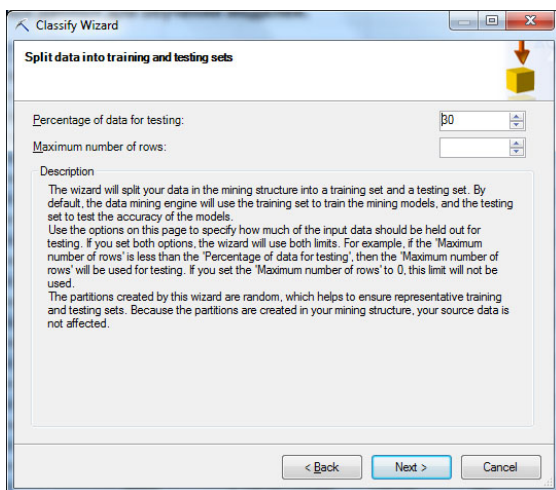 Classify Wizard
Split data into training and testing sets
Percentage of data for testing:
30
Maximum number of rows:
Description
The wizard will split your data in the mining structure into a training set and a testing set. By
default, the data mining engine will use the training set to train the mining models, and the testing
set to test the accuracy of the models.
Use the options on this page to specify how much of the input data should be held out for
testing. If you set both options, the wizard will use both limits. For example, if the 'Maximum
number of rows' is less than the 'Percentage of data for testing', then the 'Maximum number of
rows' will be used for testing. If you set the 'Maximum number of rows' to 0, this limit will not be
used.
The partitions created by this wizard are random, which helps to ensure representative training
and testing sets. Because the partitions are created in your mining structure, your source data is
not affected.
< Back
Next >
Cancel